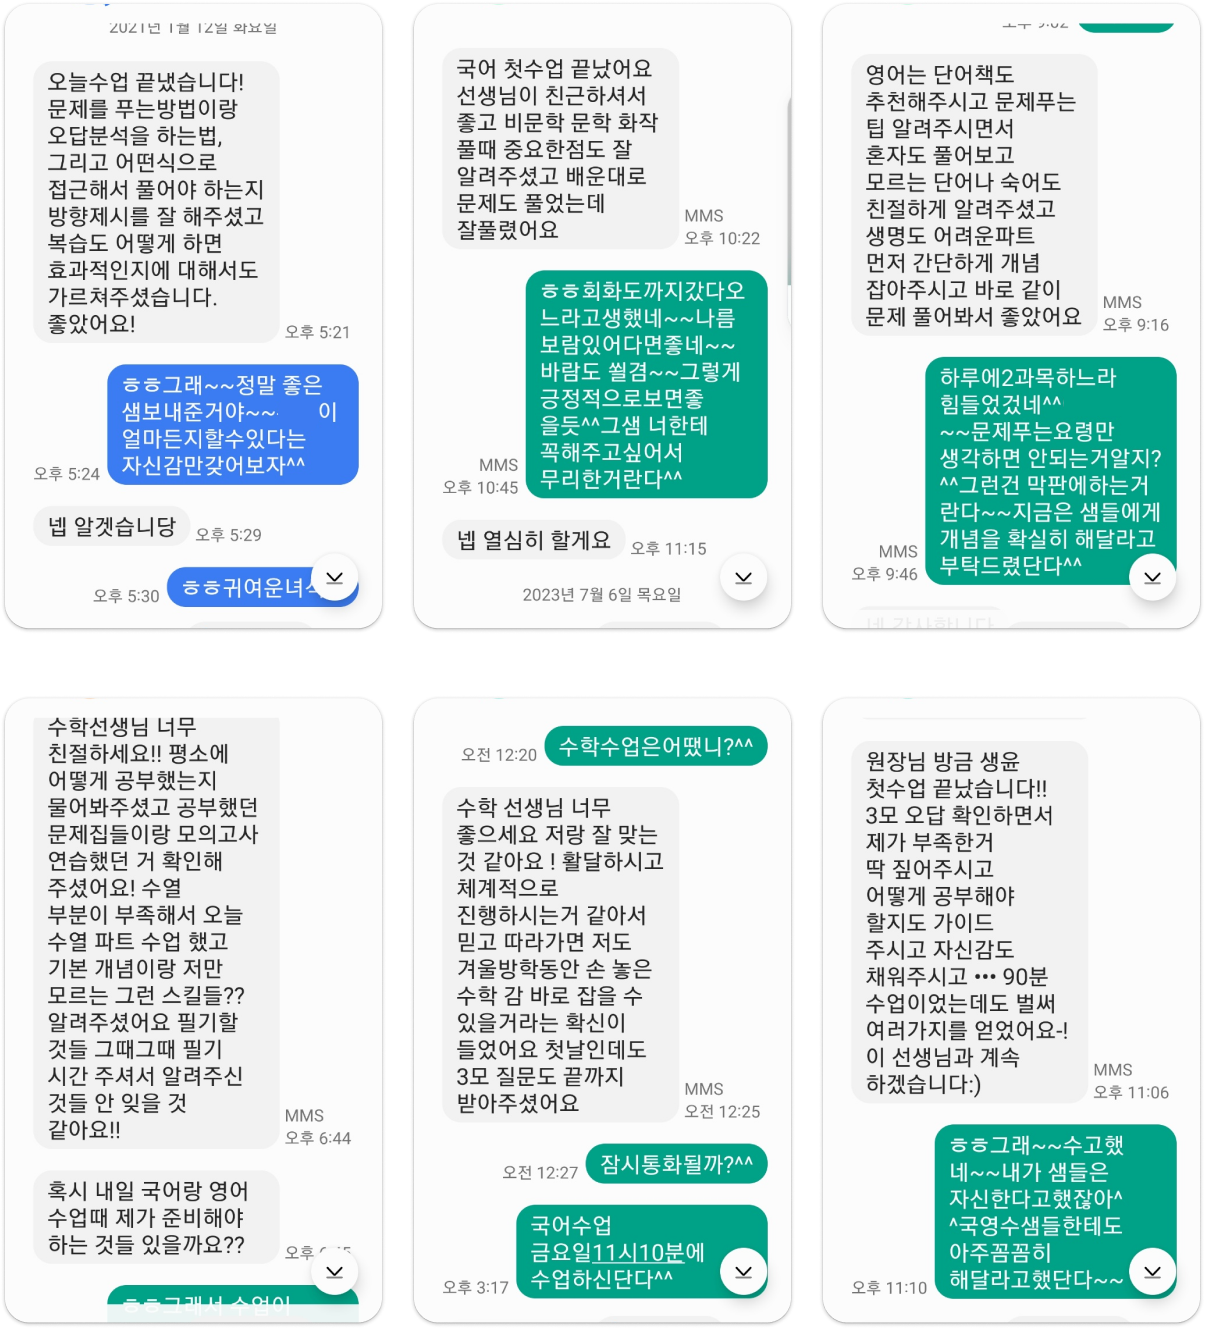 2021년 1월 12일 화요일
오늘수업 끝냈습니다!
문제를 푸는방법이랑
오답분석을 하는법,
그리고 어떤식으로
접근해서 풀어야 하는지
방향제시를 잘 해주셨고
복습도 어떻게 하면
효과적인지에 대해서도
가르쳐주셨습니다.
좋았어요!
오후 5:21
ㅎㅎ그래~~정말 좋은
샘보내준거야~~ 이
얼마든지할수있다는
자신감만갖어보자^^
오후 5:24
넵 알겟습니당
오후 5:29
ㅎㅎ귀여운녀
오후 5:30
국어 첫수업 끝났어요
선생님이 친근하셔서
좋고 비문학 문학 화작
풀때 중요한점도 잘
알려주셨고 배운대로
문제도 풀었는데
잘풀렸어요
MMS
오후 10:22
ㅎㅎ회화도까지갔다오
느라고생했네~~나름
보람있어다면좋네~~
바람도 쐴겸~~그렇게
긍정적으로보면좋
을듯^^그샘 너한테
꼭해주고싶어서
무리한거란다^^
MMS
오후 10:45
넵 열심히 할게요
오후 11:15
2023년 7월 6일 목요일
오후 9:02
영어는 단어책도
추천해주시고 문제푸는
팁 알려주시면서
혼자도 풀어보고
모르는 단어나 숙어도
친절하게 알려주셨고
생명도 어려운파트
먼저 간단하게 개념
잡아주시고 바로 같이
문제 풀어봐서 좋았어요
MMS
오후 9:16
하루에2과목하느라
힘들었겄네^^
~~문제푸는요령만
생각하면 안되는거알지?
^^그런건 막판에하는거
란다~~지금은 샘들에게
개념을 확실히 해달라고
부탁드렸단다^^
MMS
오후 9:46
네 감사합니다
수학선생님 너무
친절하세요!! 평소에
어떻게 공부했는지
물어봐주셨고 공부했던
문제집들이랑 모의고사
연습했던 거 확인해
주셨어요! 수열
부분이 부족해서 오늘
수열 파트 수업 했고
기본 개념이랑 저만
모르는 그런 스킬들??
알려주셨어요 필기할
것들 그때그때 필기
시간 주셔서 알려주신
것들 안 잊을 것
같아요!!
MMS
오후 6:44
혹시 내일 국어랑 영어
수업때 제가 준비해야
하는 것들 있을까요??
오후
ㅎㅎ그래서 수업이
수학수업은어땠니?^^
오전 12:20
수학 선생님 너무
좋으세요 저랑 잘 맞는
것 같아요 ! 활달하시고
체계적으로
진행하시는거 같아서
믿고 따라가면 저도
겨울방학동안 손 놓은
수학 감 바로 잡을 수
있을거라는 확신이
들었어요 첫날인데도
3모 질문도 끝까지
받아주셨어요
MMS
오전 12:25
잠시통화될까?^^
오전 12:27
국어수업
금요일11시10분에
수업하신단다^^
오후 3:17
원장님 방금 생윤
첫수업 끝났습니다!!
3모 오답 확인하면서
제가 부족한거
딱 짚어주시고
어떻게 공부해야
할지도 가이드
주시고 자신감도
채워주시고 ••• 90분
수업이었는데도 벌써
여러가지를 얻었어요-!
이 선생님과 계속
하겠습니다:)
MMS
오후 11:06
ㅎㅎ그래~~수고했
네~~내가 샘들은
자신한다고했잖아^
^국영수샘들한테도
아주꼼꼼히
해달라고했단다~~
오후 11:10